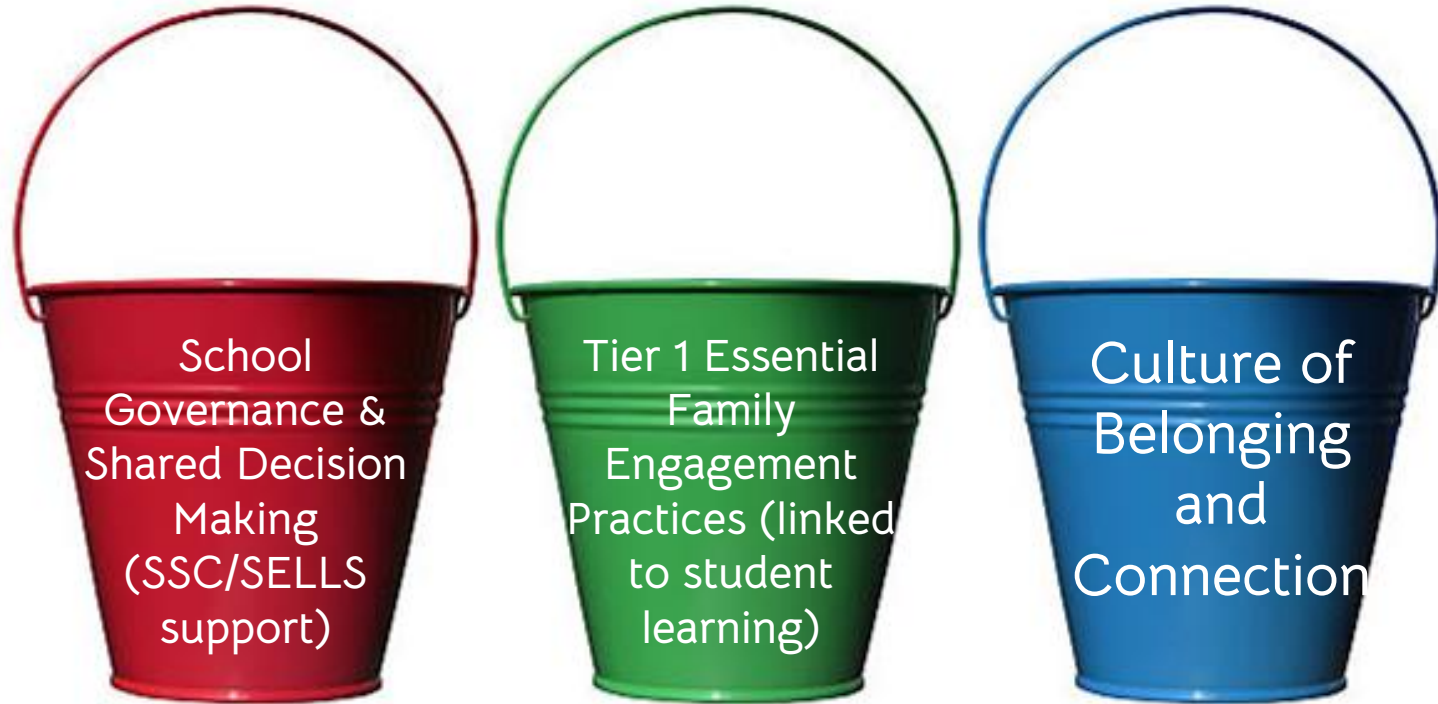 School
Governance &
Shared Decision
Making
(SSC/SELLS
support)
Tier 1 Essential
Family
Engagement
Practices (linked
to student
learning)
Culture of
Belonging
and
Connection